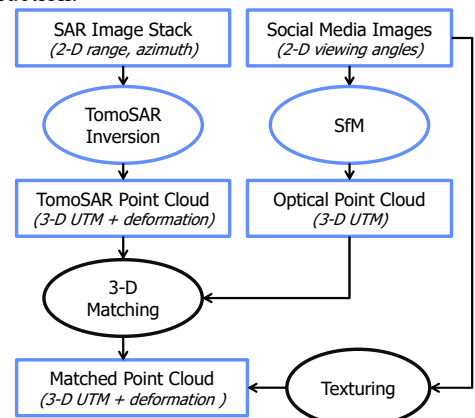 SAR Image Stack
(2-D range, azimuth)
Social Media Images
(2-D viewing angles)
TomoSAR
Inversion
SfM
TomoSAR Point Cloud
(3-D UTM + deformation)
Optical Point Cloud
(3-D UTM)
3-D
Matching
Matched Point Cloud
(3-D UTM + deformation )
Texturing